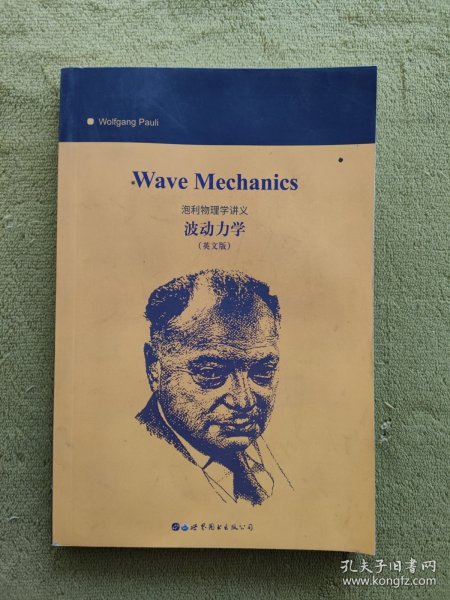 Wolfgang Pauli
Wave Mechanics
泡利物理学讲义
波动力学
(英文版)
世界图书出版公司
孔夫子旧书网
www.kongfz.com